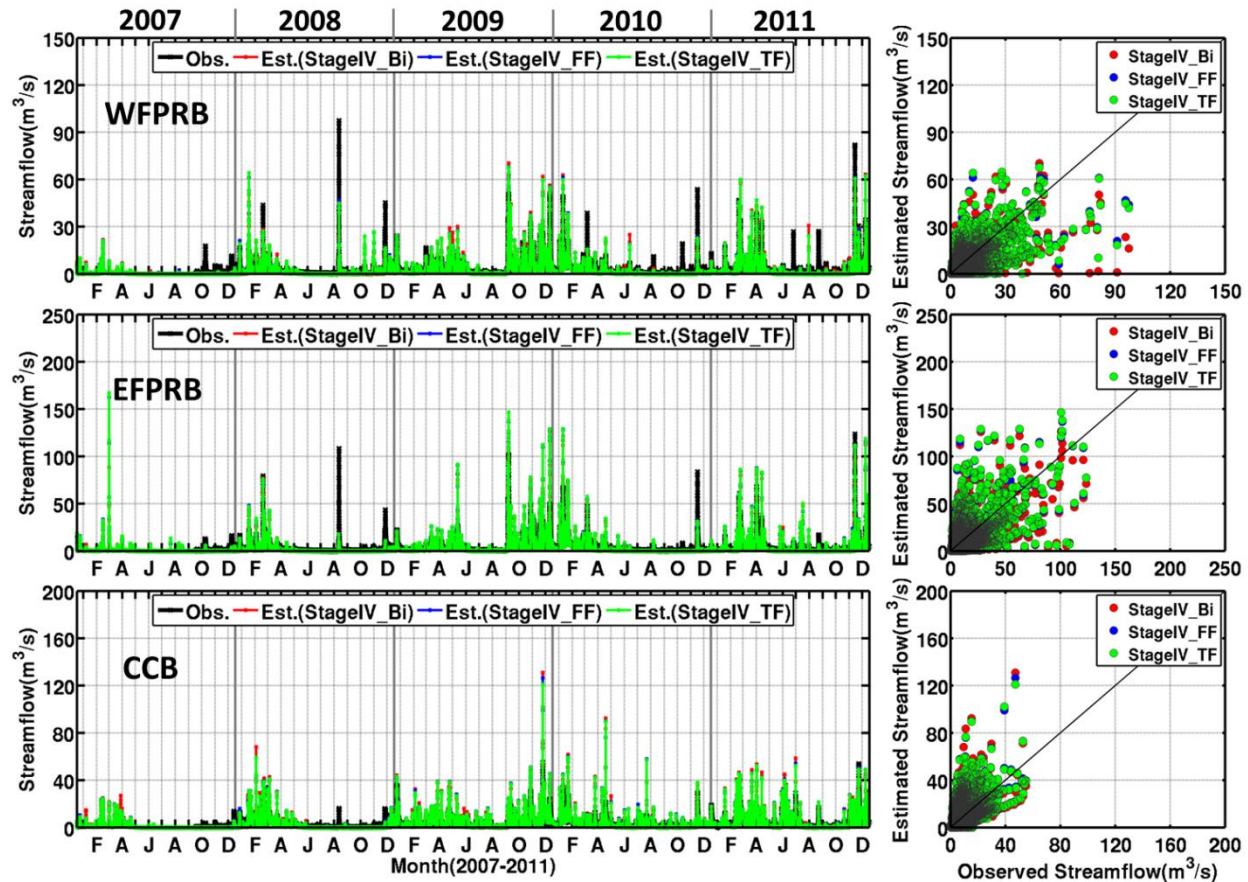 2007 2008 2009 2010 2011
150
120
90
60
30
0
Streamflow(m³/s)
Obs. Est.(StageIV_Bi) Est.(StageIV_FF) Est.(StageIV_TF)
WFPRB
F A J A O D F A J A O D F A J A O D F A J A O D F A J A O D
150
120
90
60
30
0
Estimated Streamflow(m³/s)
StageIV_Bi
StageIV_FF
StageIV_TF
0 30 60 90 120 150
250
200
150
100
50
0
Streamflow(m³/s)
Obs. Est.(StageIV_Bi) Est.(StageIV_FF) Est.(StageIV_TF)
EFPRB
F A J A O D F A J A O D F A J A O D F A J A O D F A J A O D
250
200
150
100
50
0
Estimated Streamflow(m³/s)
StageIV_Bi
StageIV_FF
StageIV_TF
0 50 100 150 200 250
200
160
120
80
40
0
Streamflow(m³/s)
Obs. Est.(StageIV_Bi) Est.(StageIV_FF) Est.(StageIV_TF)
CCB
F A J A O D F A J A O D F A J A O D F A J A O D F A J A O D
Month(2007-2011)
200
160
120
80
40
0
Estimated Streamflow(m³/s)
StageIV_Bi
StageIV_FF
StageIV_TF
0 40 80 120 160 200
Observed Streamflow(m³/s)